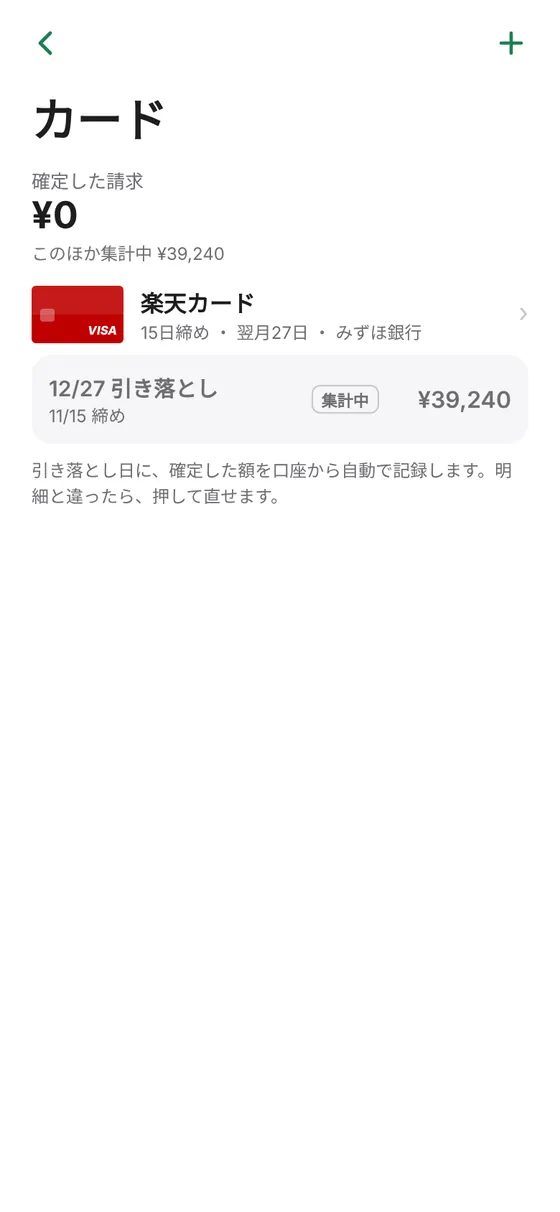 カード
確定した請求
¥0
このほか集計中 ¥39,240
VISA
楽天カード
15日締め ・ 翌月27日 ・ みずほ銀行
12/27 引き落とし
11/15 締め
集計中
¥39,240
引き落とし日に、確定した額を口座から自動で記録します。明
細と違ったら、押して直せます。